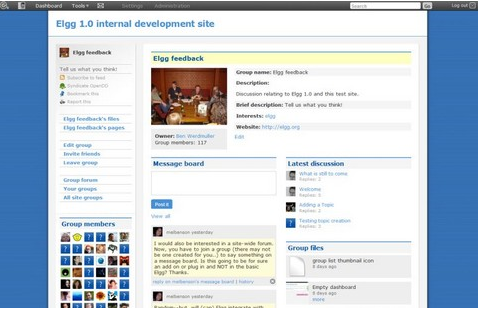 Dashboard Tools Settings Administration Search Go Log out
Elgg 1.0 internal development site
Elgg feedback
Tell us what you think!
Subscribe to feed
Syndicate OpenDD
Bookmark this
Report this
Elgg feedback's files
Elgg feedback's pages
Edit group
Invite friends
Leave group
Group forum
Your groups
All site groups
Group members
Elgg feedback
Owner: Ben Werdmuller
Group members: 117
Group name: Elgg feedback
Description:
Discussion relating to Elgg 1.0 and this test site.
Brief description: Tell us what you think!
Interests: elgg
Website: http://elgg.org
Edit
Message board
Post it
View all
melbenson yesterday
I would also be interested in a site-wide forum.
Now, you have to join a group (there may not
be one created for you..) to say something on
a message board. Is this going to be sure
an add on or plug in and NOT in the basic
Elgg? Thanks.
reply on melbenson's message board | history
melbenson yesterday
Latest discussion
What is still to come
Replies: 2
Welcome
Replies: 5
Adding a Topic
Replies: 2
Testing topic creation
Replies: 2
Group files
group list thumbnail icon
6 days ago
Empty dashboard
9 days ago
more